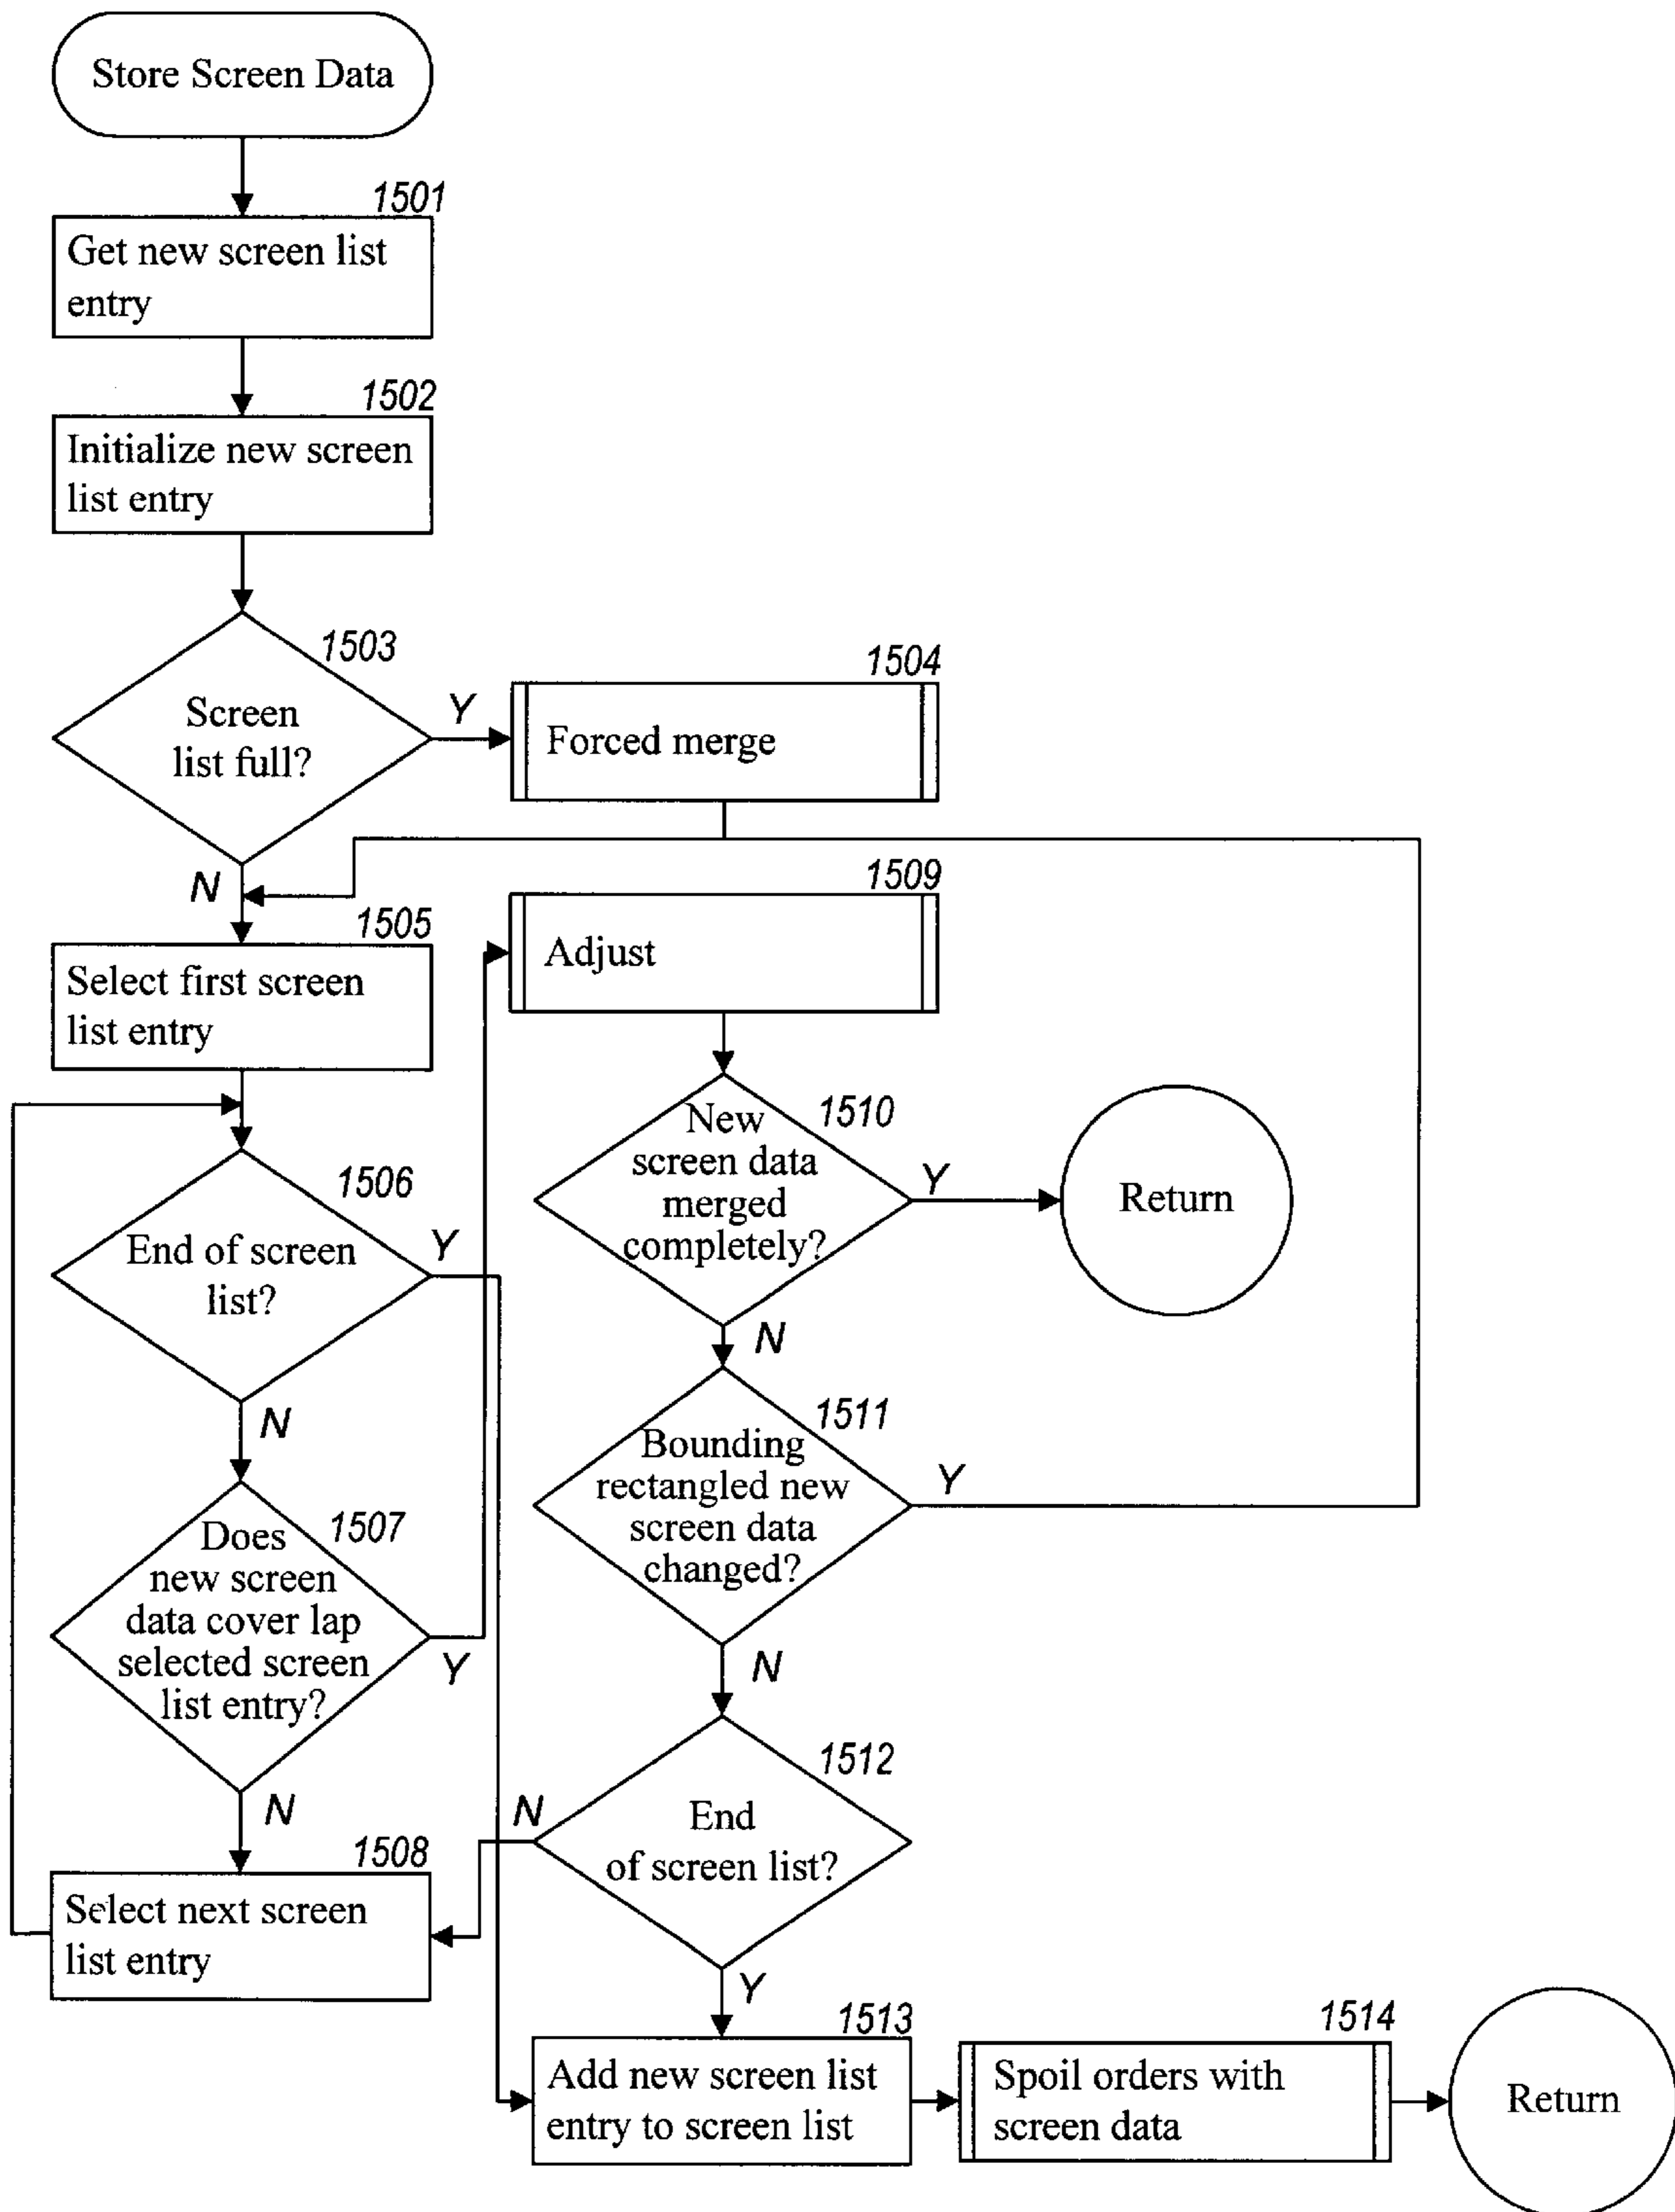 Store Screen Data
1501
Get new screen list
entry
1502
Initialize new screen
list entry
1503
Screen
list full?
Y
N
1504
Forced merge
1505
Select first screen
list entry
1506
End of screen
list?
Y
N
1507
Does
new screen
data cover lap
selected screen
list entry?
Y
N
1508
Select next screen
list entry
1509
Adjust
1510
New
screen data
merged
completely?
Y
Return
N
1511
Bounding
rectangled new
screen data
changed?
Y
N
1512
End
of screen list?
N
Y
1513
Add new screen list
entry to screen list
1514
Spoil orders with
screen data
Return